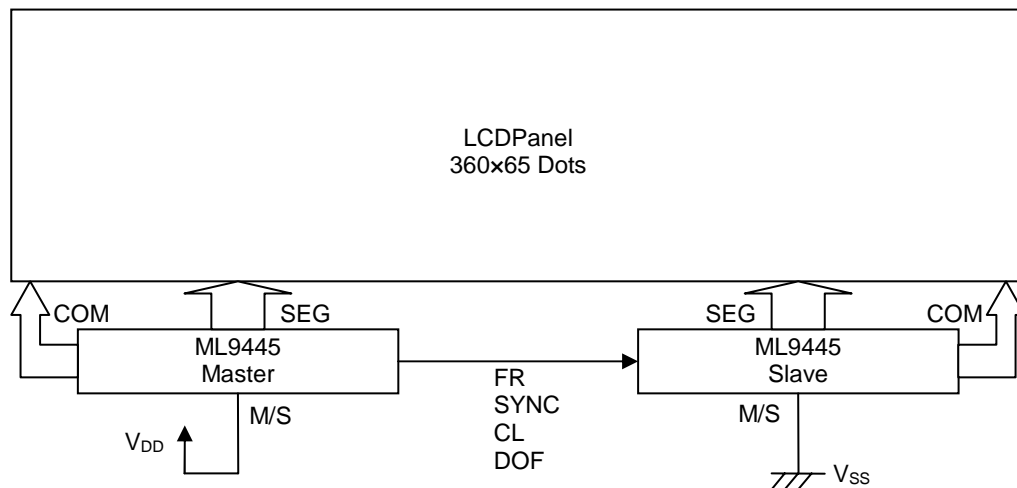 LCDPanel
360×65 Dots
COM
SEG
SEG
COM
ML9445
Master
ML9445
Slave
FR
SYNC
CL
DOF
M/S
M/S
VDD
VSS